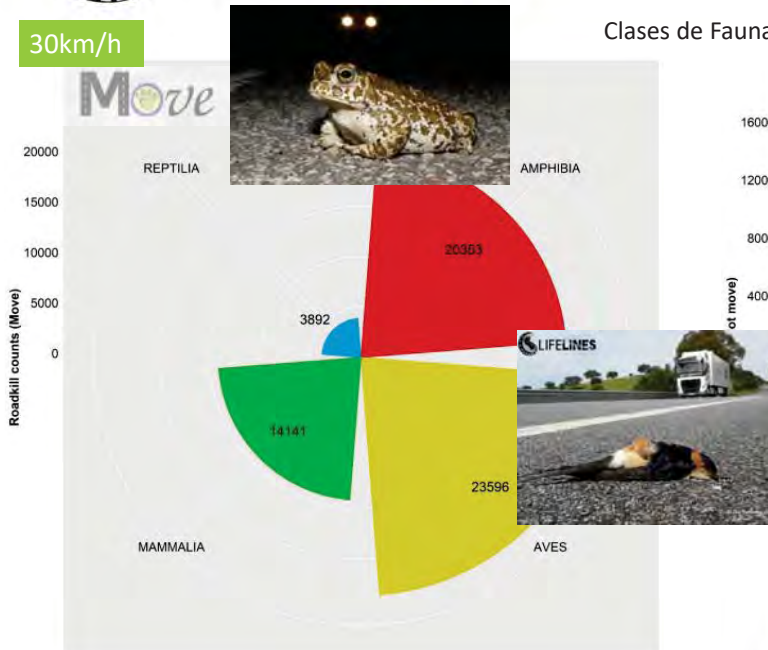 30km/h
Clases de Fauna
Move
REPTILIA
AMPHIBIA
MAMMALIA
AVES
20000
15000
10000
5000
0
Roadkill counts (Move)
3892
20353
14141
23596
LIFELINES
1600
1200
800
400
ot move)